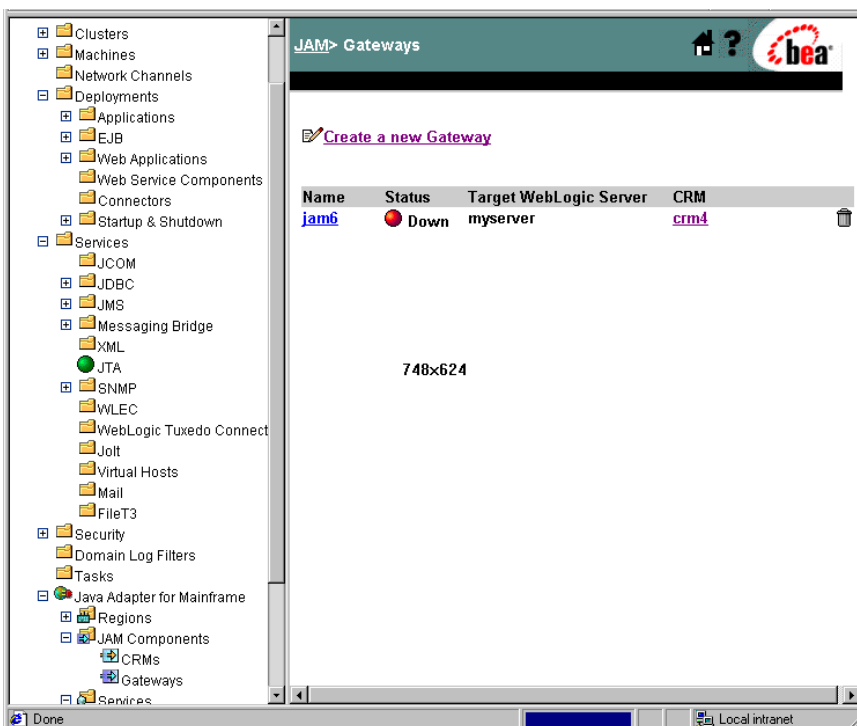 Clusters
Machines
Network Channels
Deployments
Applications
EJB
Web Applications
Web Service Components
Connectors
Startup & Shutdown
Services
JCOM
JDBC
JMS
Messaging Bridge
XML
JTA
SNMP
WLEC
WebLogic Tuxedo Connect
Jolt
Virtual Hosts
Mail
FileT3
Security
Domain Log Filters
Tasks
Java Adapter for Mainframe
Regions
JAM Components
CRMs
Gateways
Services
JAM> Gateways
?
bea
Create a new Gateway
Name Status Target WebLogic Server CRM
jam6 Down myserver crm4
748x624
Done
Local intranet